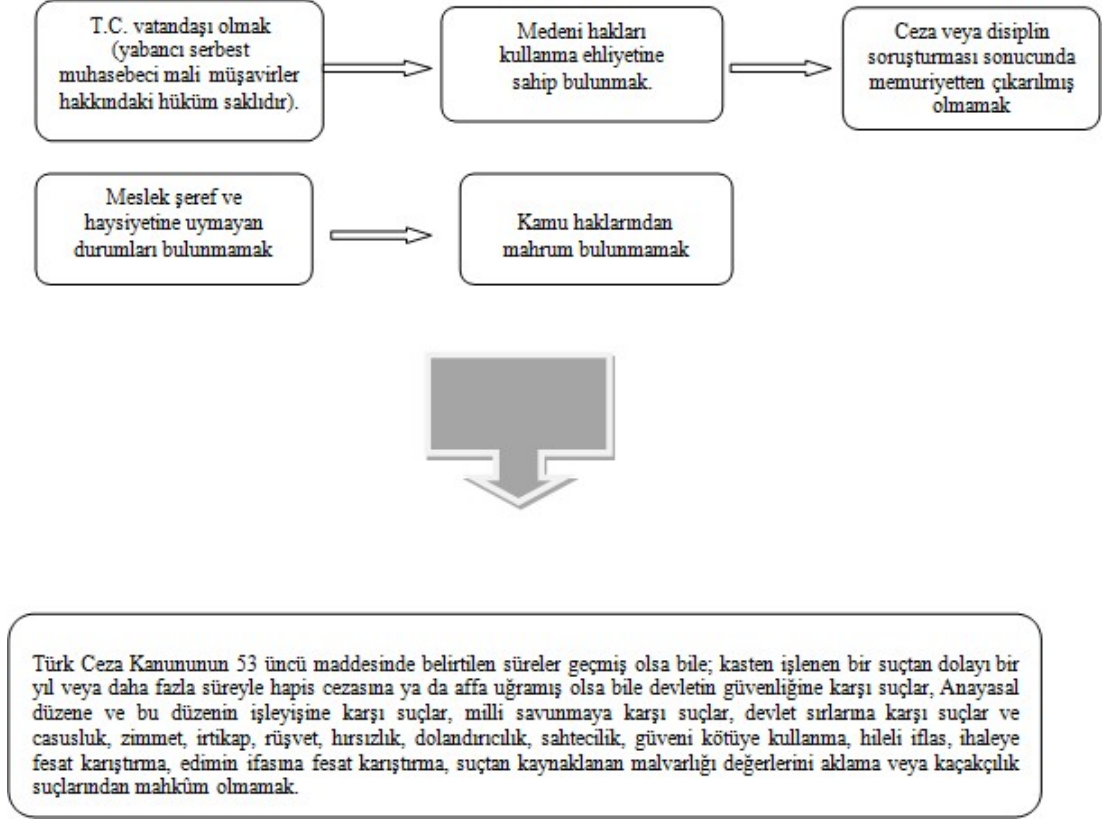 T.C. vatandaşı olmak
(yabancı serbest
muhasebeci mali müşavirler
hakkındaki hüküm saklıdır).
Medeni hakları
kullanma ehliyetine
sahip bulunmak.
Ceza veya disiplin
soruşturması sonucunda
memuriyetten çıkarılmış
olmamak
Meslek şeref ve
haysiyetine uymayan
durumları bulunmamak
Kamu haklarından
mahrum bulunmamak
Türk Ceza Kanununun 53 üncü maddesinde belirtilen süreler geçmiş olsa bile; kasten işlenen bir suçtan dolayı bir
yıl veya daha fazla süreyle hapis cezasına ya da affa uğramış olsa bile devletin güvenliğine karşı suçlar, Anayasal
düzene ve bu düzenin işleyişine karşı suçlar, milli savunmaya karşı suçlar, devlet sırlarına karşı suçlar ve
casusluk, zimmet, irtikap, rüşvet, hırsızlık, dolandırıcılık, sahtecilik, güveni kötüye kullanma, hileli iflas, ihaleye
fesat karıştırma, edimin ifasına fesat karıştırma, suçtan kaynaklanan malvarlığı değerlerini aklama veya kaçakçılık
suçlarından mahkûm olmamak.